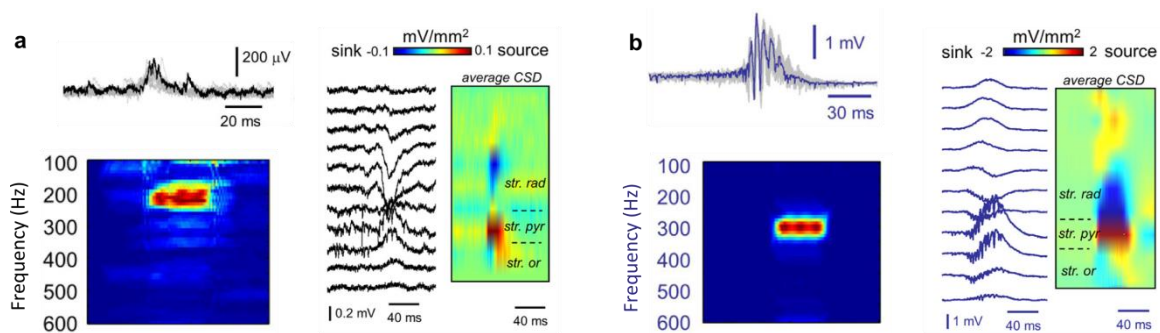 a
200 μV
20 ms
Frequency (Hz)
100
200
300
400
500
600
mV/mm²
sink -0.1 0.1 source
average CSD
str. rad
str. pyr
str. or
0.2 mV 40 ms
40 ms
b
1 mV
30 ms
Frequency (Hz)
100
200
300
400
500
600
mV/mm²
sink -2 2 source
average CSD
str. rad
str. pyr
str. or
1 mV 40 ms
40 ms